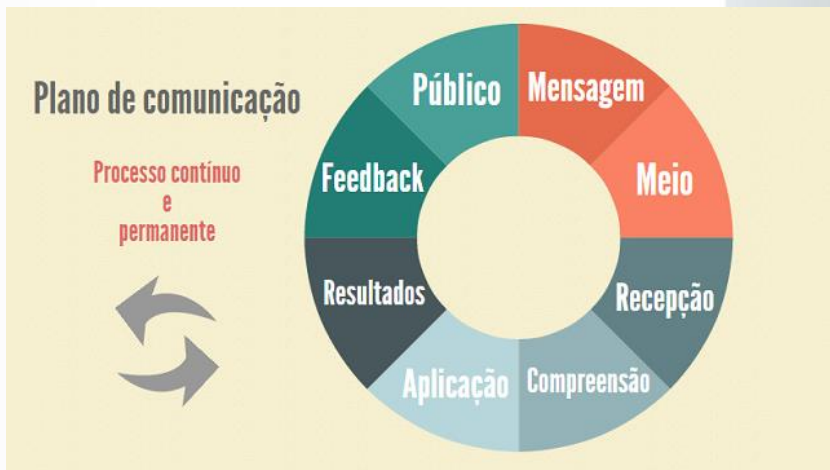 Plano de comunicação
Processo contínuo
e
permanente
Público
Mensagem
Meio
Recepção
Compreensão
Aplicação
Resultados
Feedback